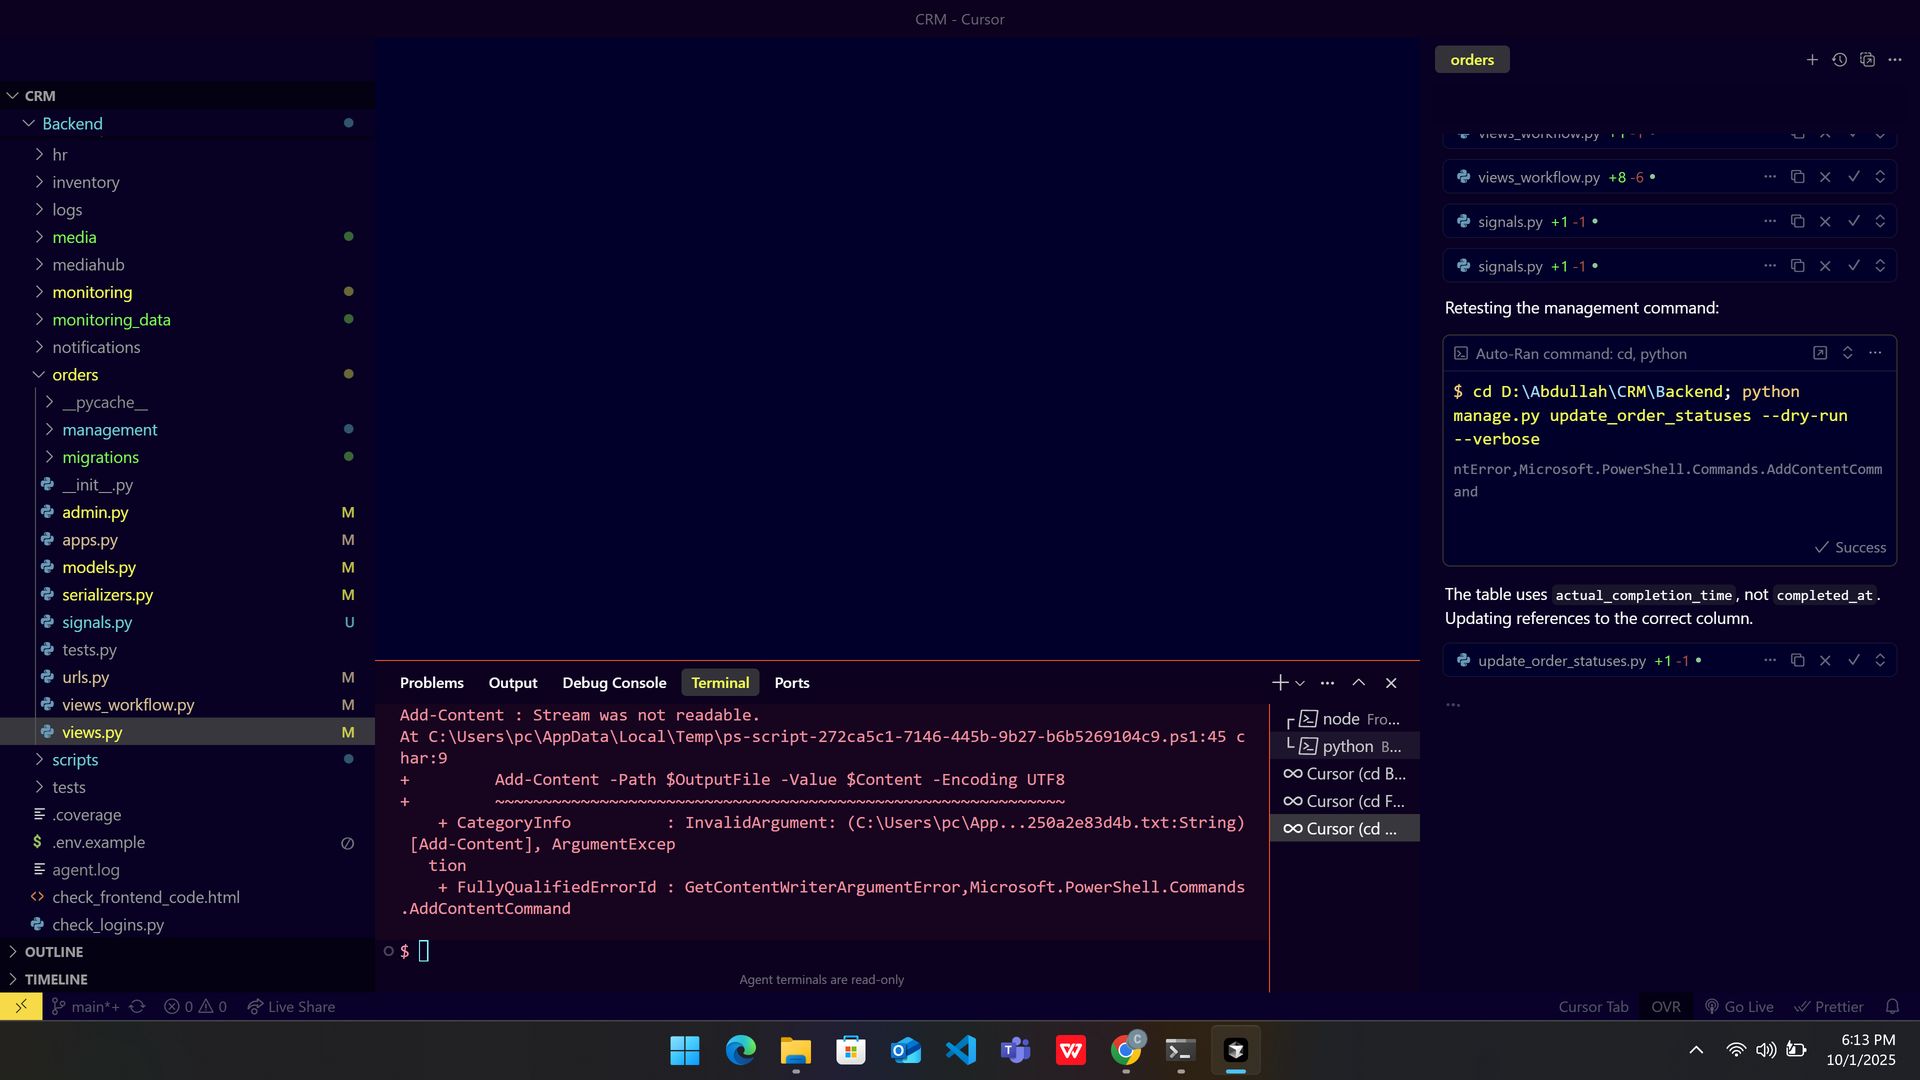 CRM - Cursor
CRM
Backend
hr
inventory
logs
media
mediahub
monitoring
monitoring_data
notifications
orders
__pycache__
management
migrations
__init__.py
admin.py M
apps.py M
models.py M
serializers.py M
signals.py U
tests.py
urls.py M
views_workflow.py M
views.py M
scripts
tests
.coverage
.env.example
agent.log
check_frontend_code.html
check_logins.py
OUTLINE
TIMELINE
Problems Output Debug Console Terminal Ports
Add-Content : Stream was not readable.
At C:\Users\pc\AppData\Local\Temp\ps-script-272ca5c1-7146-445b-9b27-b6b5269104c9.ps1:45 c
har:9
+         Add-Content -Path $OutputFile -Value $Content -Encoding UTF8
+         ~~~~~~~~~~~~~~~~~~~~~~~~~~~~~~~~~~~~~~~~~~~~~~~~~~~~~~~~~~~~
    + CategoryInfo          : InvalidArgument: (C:\Users\pc\App...250a2e83d4b.txt:String)
 [Add-Content], ArgumentExcep
   tion
    + FullyQualifiedErrorId : GetContentWriterArgumentError,Microsoft.PowerShell.Commands
.AddContentCommand
$
Agent terminals are read-only
node Fro...
python B...
Cursor (cd B...
Cursor (cd F...
Cursor (cd ...
orders
views_workflow.py +1 -1
views_workflow.py +8 -6
signals.py +1 -1
signals.py +1 -1
Retesting the management command:
Auto-Ran command: cd, python
$ cd D:\Abdullah\CRM\Backend; python
manage.py update_order_statuses --dry-run
--verbose
ntError,Microsoft.PowerShell.Commands.AddContentComm
and
Success
The table uses actual_completion_time, not completed_at.
Updating references to the correct column.
update_order_statuses.py +1 -1
main*+ 0 0 Live Share
Cursor Tab OVR Go Live Prettier
6:13 PM
10/1/2025